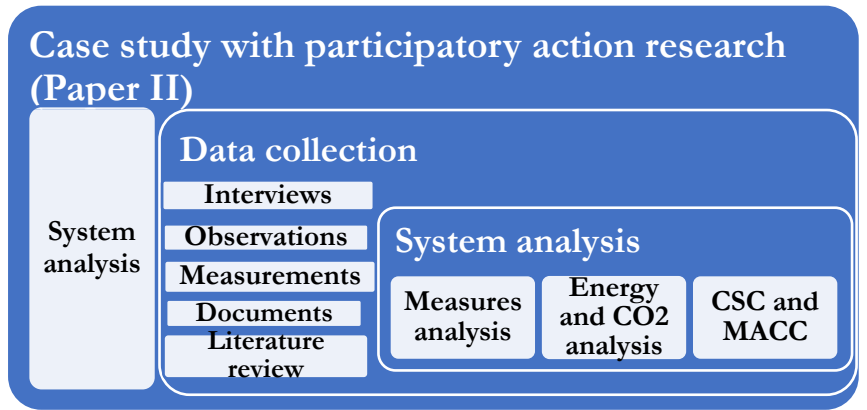 Case study with participatory action research
(Paper II)
System
analysis
Data collection
Interviews
Observations
Measurements
Documents
Literature
review
System analysis
Measures
analysis
Energy
and CO2
analysis
CSC and
MACC